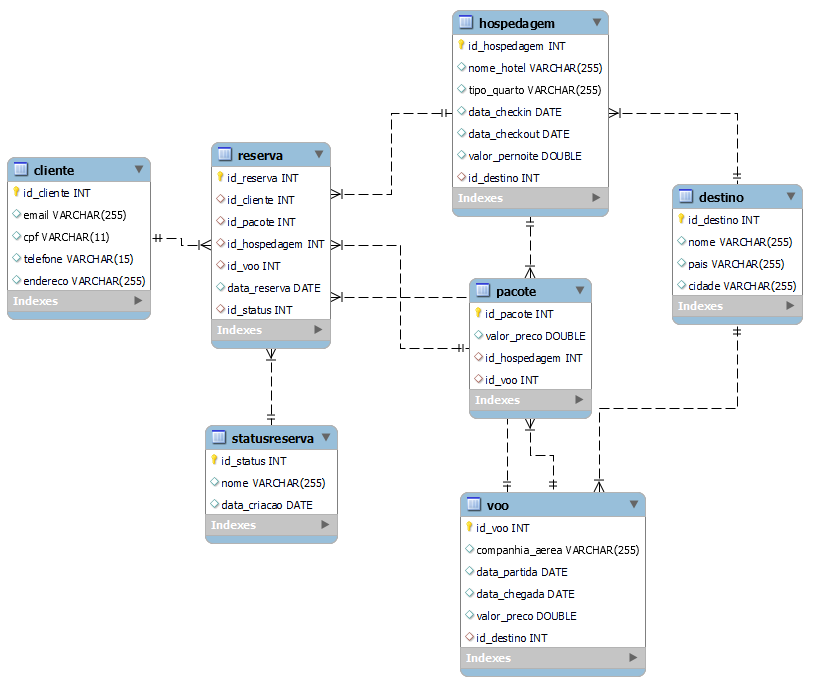 hospedagem
id_hospedagem INT
nome_hotel VARCHAR(255)
tipo_quarto VARCHAR(255)
data_checkin DATE
data_checkout DATE
valor_pernoite DOUBLE
id_destino INT
Indexes
cliente
id_cliente INT
email VARCHAR(255)
cpf VARCHAR(11)
telefone VARCHAR(15)
endereco VARCHAR(255)
Indexes
reserva
id_reserva INT
id_cliente INT
id_pacote INT
id_hospedagem INT
id_voo INT
data_reserva DATE
id_status INT
Indexes
destino
id_destino INT
nome VARCHAR(255)
pais VARCHAR(255)
cidade VARCHAR(255)
Indexes
pacote
id_pacote INT
valor_preco DOUBLE
id_hospedagem INT
id_voo INT
Indexes
statusreserva
id_status INT
nome VARCHAR(255)
data_criacao DATE
Indexes
voo
id_voo INT
companhia_aerea VARCHAR(255)
data_partida DATE
data_chegada DATE
valor_preco DOUBLE
id_destino INT
Indexes